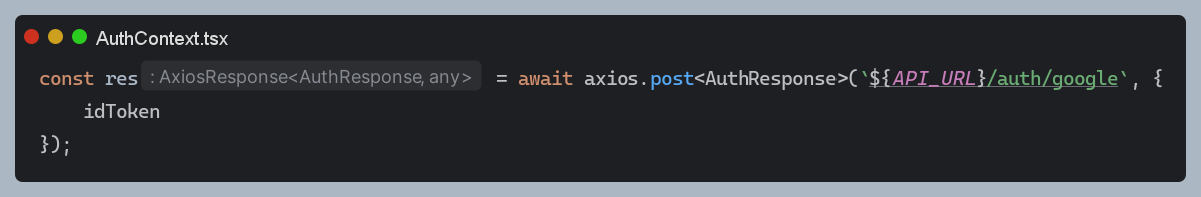 AuthContext.tsx
const res : AxiosResponse<AuthResponse, any> = await axios.post<AuthResponse>(`${API_URL}/auth/google`, {
    idToken
});